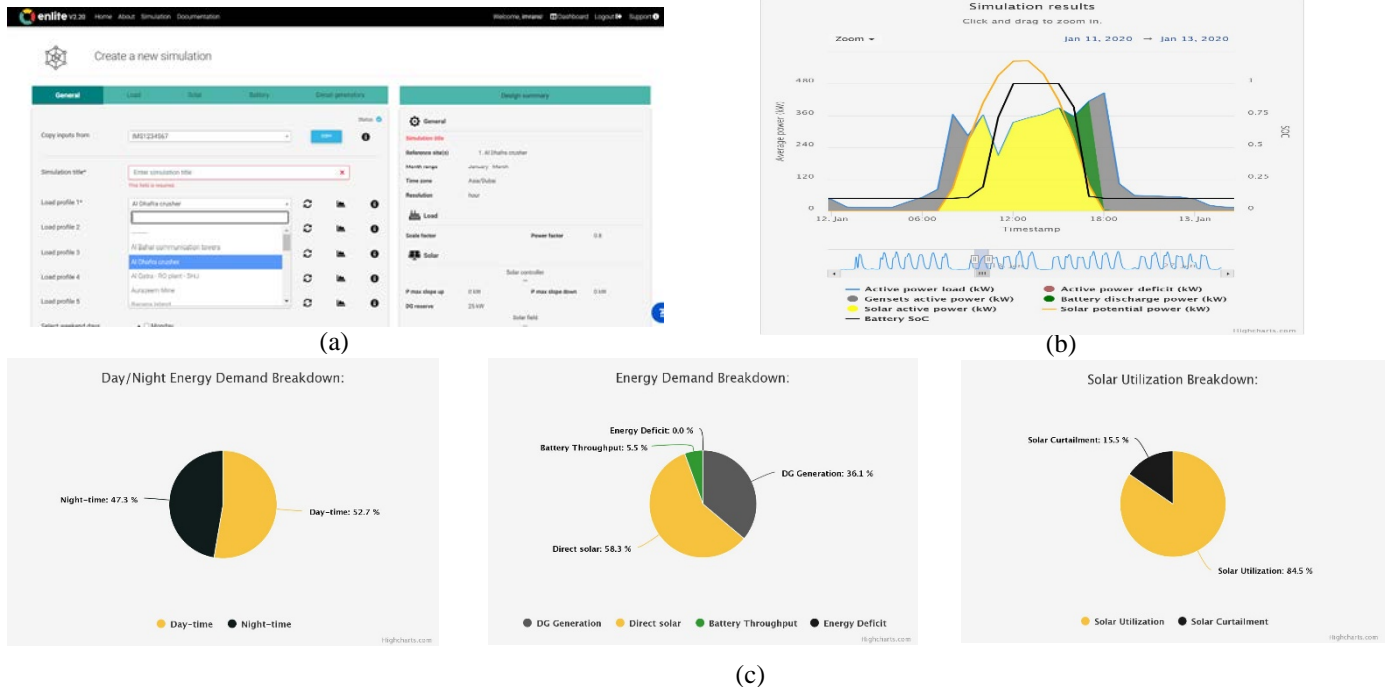 enlite v2.20 Home About Simulation Documentation
Welcome, imrans! Dashboard Logout Support
Create a new simulation
General Load Solar Battery Diesel generators
Status
Copy inputs from IMS1234567
Simulation title* Enter simulation title
This field is required.
Load profile 1* Al Dhafra crusher
Load profile 2
--------
Al Bahar communication towers
Load profile 3
Al Dhafra crusher
Load profile 4
Al Qatra - RO plant - SHJ
Aurazeem Mine
Load profile 5
Select weekend days Monday
Design summary
General
Simulation title
Reference site(s) 1. Al Dhafra crusher
Month range January March
Time zone Asia/Dubai
Resolution hour
Load
Scale factor Power factor 0.8
Solar
Solar controller
P max slope up 0 kW P max slope down 0 kW
DG reserve 25 kW
Solar field
(a)
Simulation results
Click and drag to zoom in.
Zoom Jan 11, 2020 → Jan 13, 2020
Average power (kW)
480
360
240
120
0
SOC
1
0.75
0.5
0.25
0
12. Jan 06:00 12:00 18:00 13. Jan
Timestamp
Active power load (kW) Active power deficit (kW)
Gensets active power (kW) Battery discharge power (kW)
Solar active power (kW) Solar potential power (kW)
Battery SoC
Highcharts.com
(b)
Day/Night Energy Demand Breakdown:
Night-time: 47.3 %
Day-time: 52.7 %
Day-time Night-time
Highcharts.com
Energy Demand Breakdown:
Energy Deficit: 0.0 %
Battery Throughput: 5.5 %
DG Generation: 36.1 %
Direct solar: 58.3 %
DG Generation Direct solar Battery Throughput Energy Deficit
Highcharts.com
Solar Utilization Breakdown:
Solar Curtailment: 15.5 %
Solar Utilization: 84.5 %
Solar Utilization Solar Curtailment
Highcharts.com
(c)